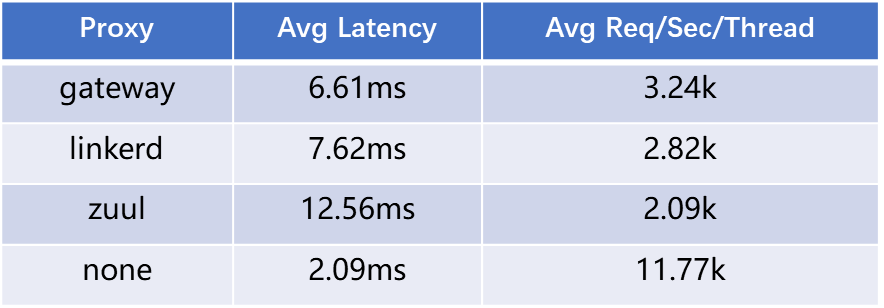 Proxy Avg Latency Avg Req/Sec/Thread
gateway 6.61ms 3.24k
linkerd 7.62ms 2.82k
zuul 12.56ms 2.09k
none 2.09ms 11.77k